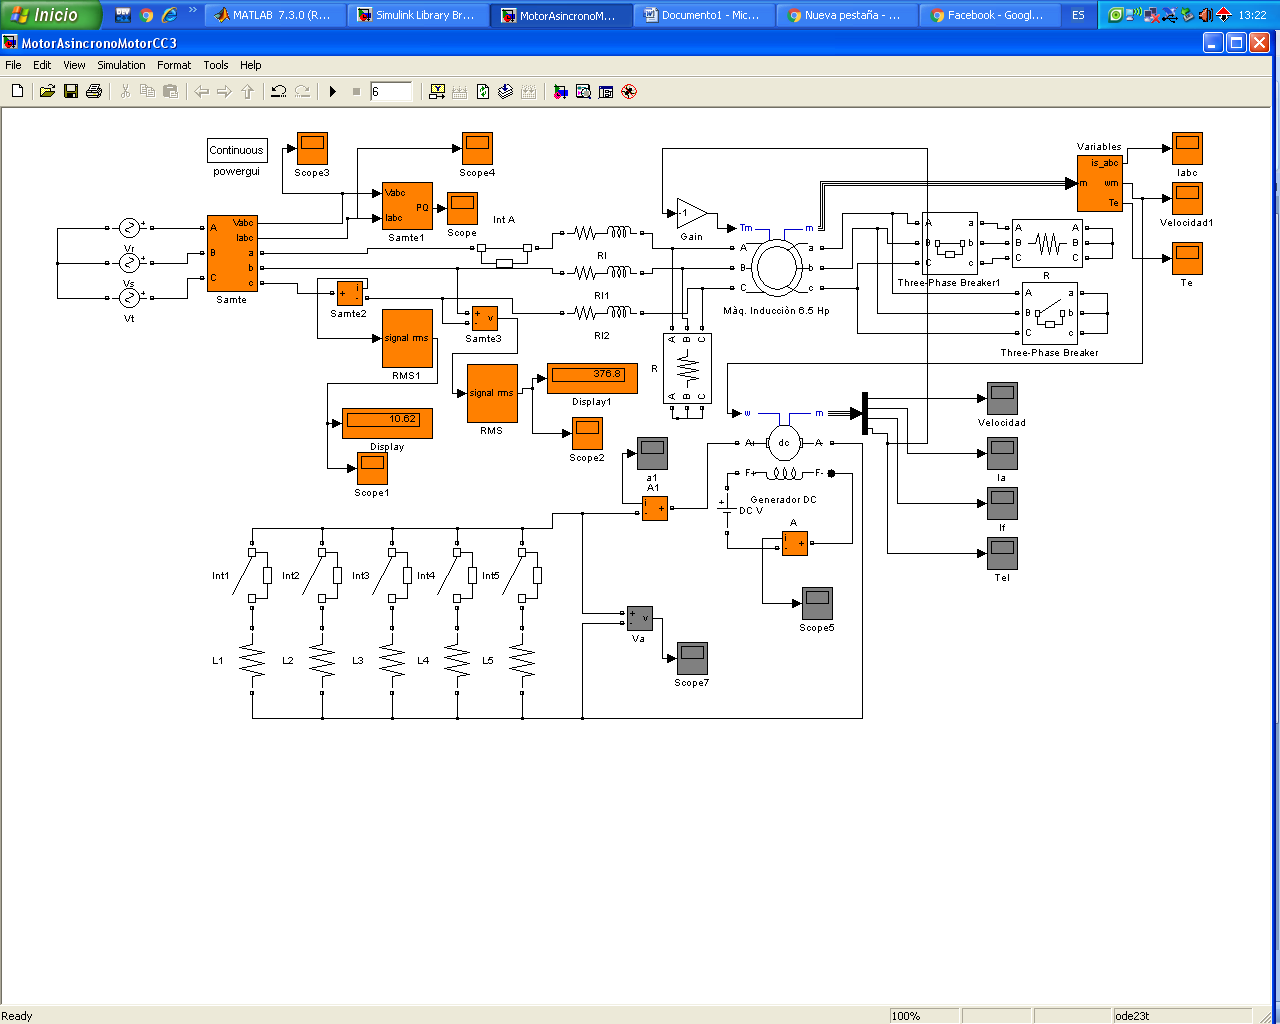 Inicio
»
MATLAB 7.3.0 (R...
Simulink Library Br...
MotorAsincronoM...
Documento1 - Mic...
Nueva pestaña - ...
Facebook - Googl...
ES
13:22
MotorAsincronoMotorCC3
File Edit View Simulation Format Tools Help
6
Continuous
powergui
Scope3
Scope4
Vabc
Iabc
PQ
Samte1
Scope
Int A
Vr
Vs
Vt
A
B
C
Vabc
Iabc
a
b
c
Samte
Samte2
i
+
-
signal rms
RMS1
+
-
v
Samte3
signal rms
RMS
10.62
Display
Scope1
376.8
Display1
Scope2
RI
RI1
RI2
-1
Gain
Tm
m
A
B
C
a
b
c
Màq. Inducciòn 6.5 Hp
R
A B C
A B C
A
B
C
a
b
c
Three-Phase Breaker1
A
B
C
A
B
C
R
A
B
C
a
b
c
Three-Phase Breaker
Variables
m
is_abc
wm
Te
Iabc
Velocidad1
Te
w
m
A+
dc
A-
F+
F-
Generador DC
+
DC V
A
i
-
+
Scope5
a1
A1
i
-
+
Velocidad
Ia
If
Tel
Int1
Int2
Int3
Int4
Int5
L1
L2
L3
L4
L5
+
-
v
Va
Scope7
Ready
100%
ode23t